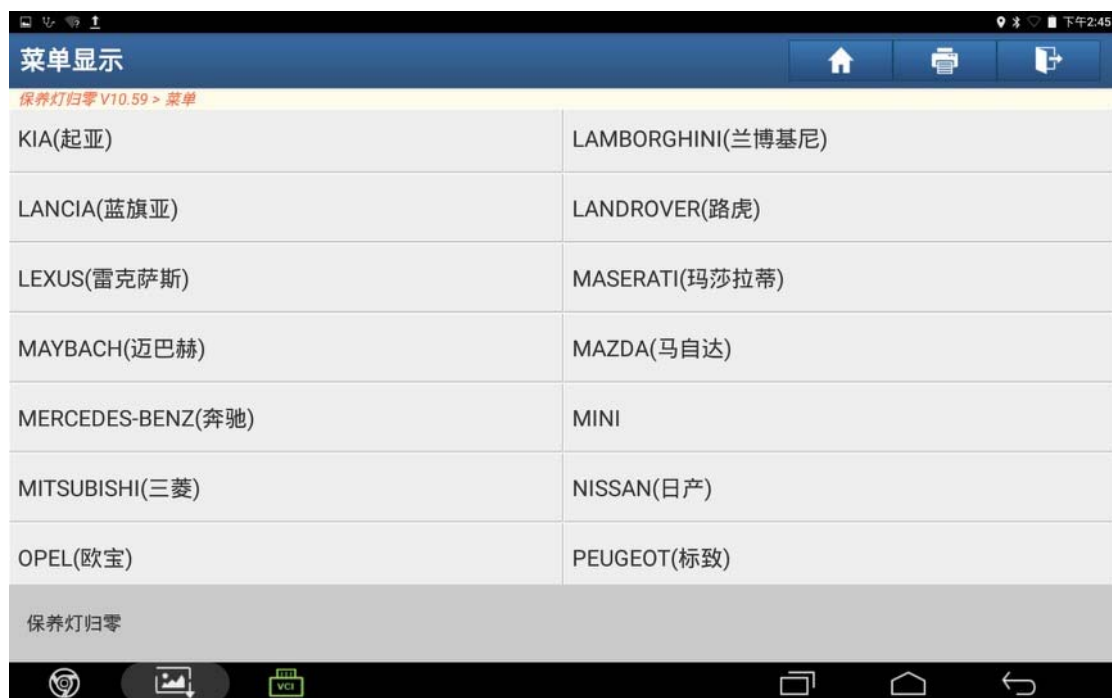 下午2:45
菜单显示
保养灯归零 V10.59 > 菜单
KIA(起亚)
LAMBORGHINI(兰博基尼)
LANCIA(蓝旗亚)
LANDROVER(路虎)
LEXUS(雷克萨斯)
MASERATI(玛莎拉蒂)
MAYBACH(迈巴赫)
MAZDA(马自达)
MERCEDES-BENZ(奔驰)
MINI
MITSUBISHI(三菱)
NISSAN(日产)
OPEL(欧宝)
PEUGEOT(标致)
保养灯归零
VCI